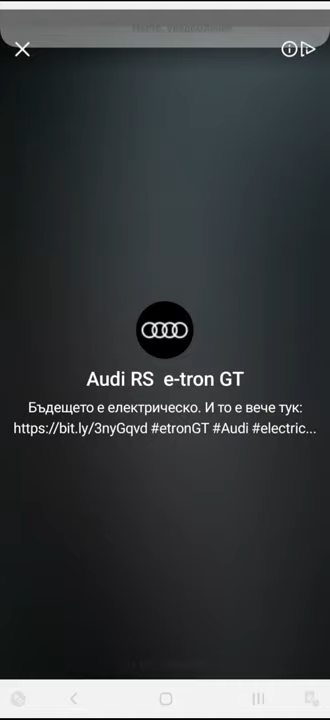 Audi RS e-tron GT
Бъдещето е електрическо. И то е вече тук:
https://bit.ly/3nyGqvd #etronGT #Audi #electric...